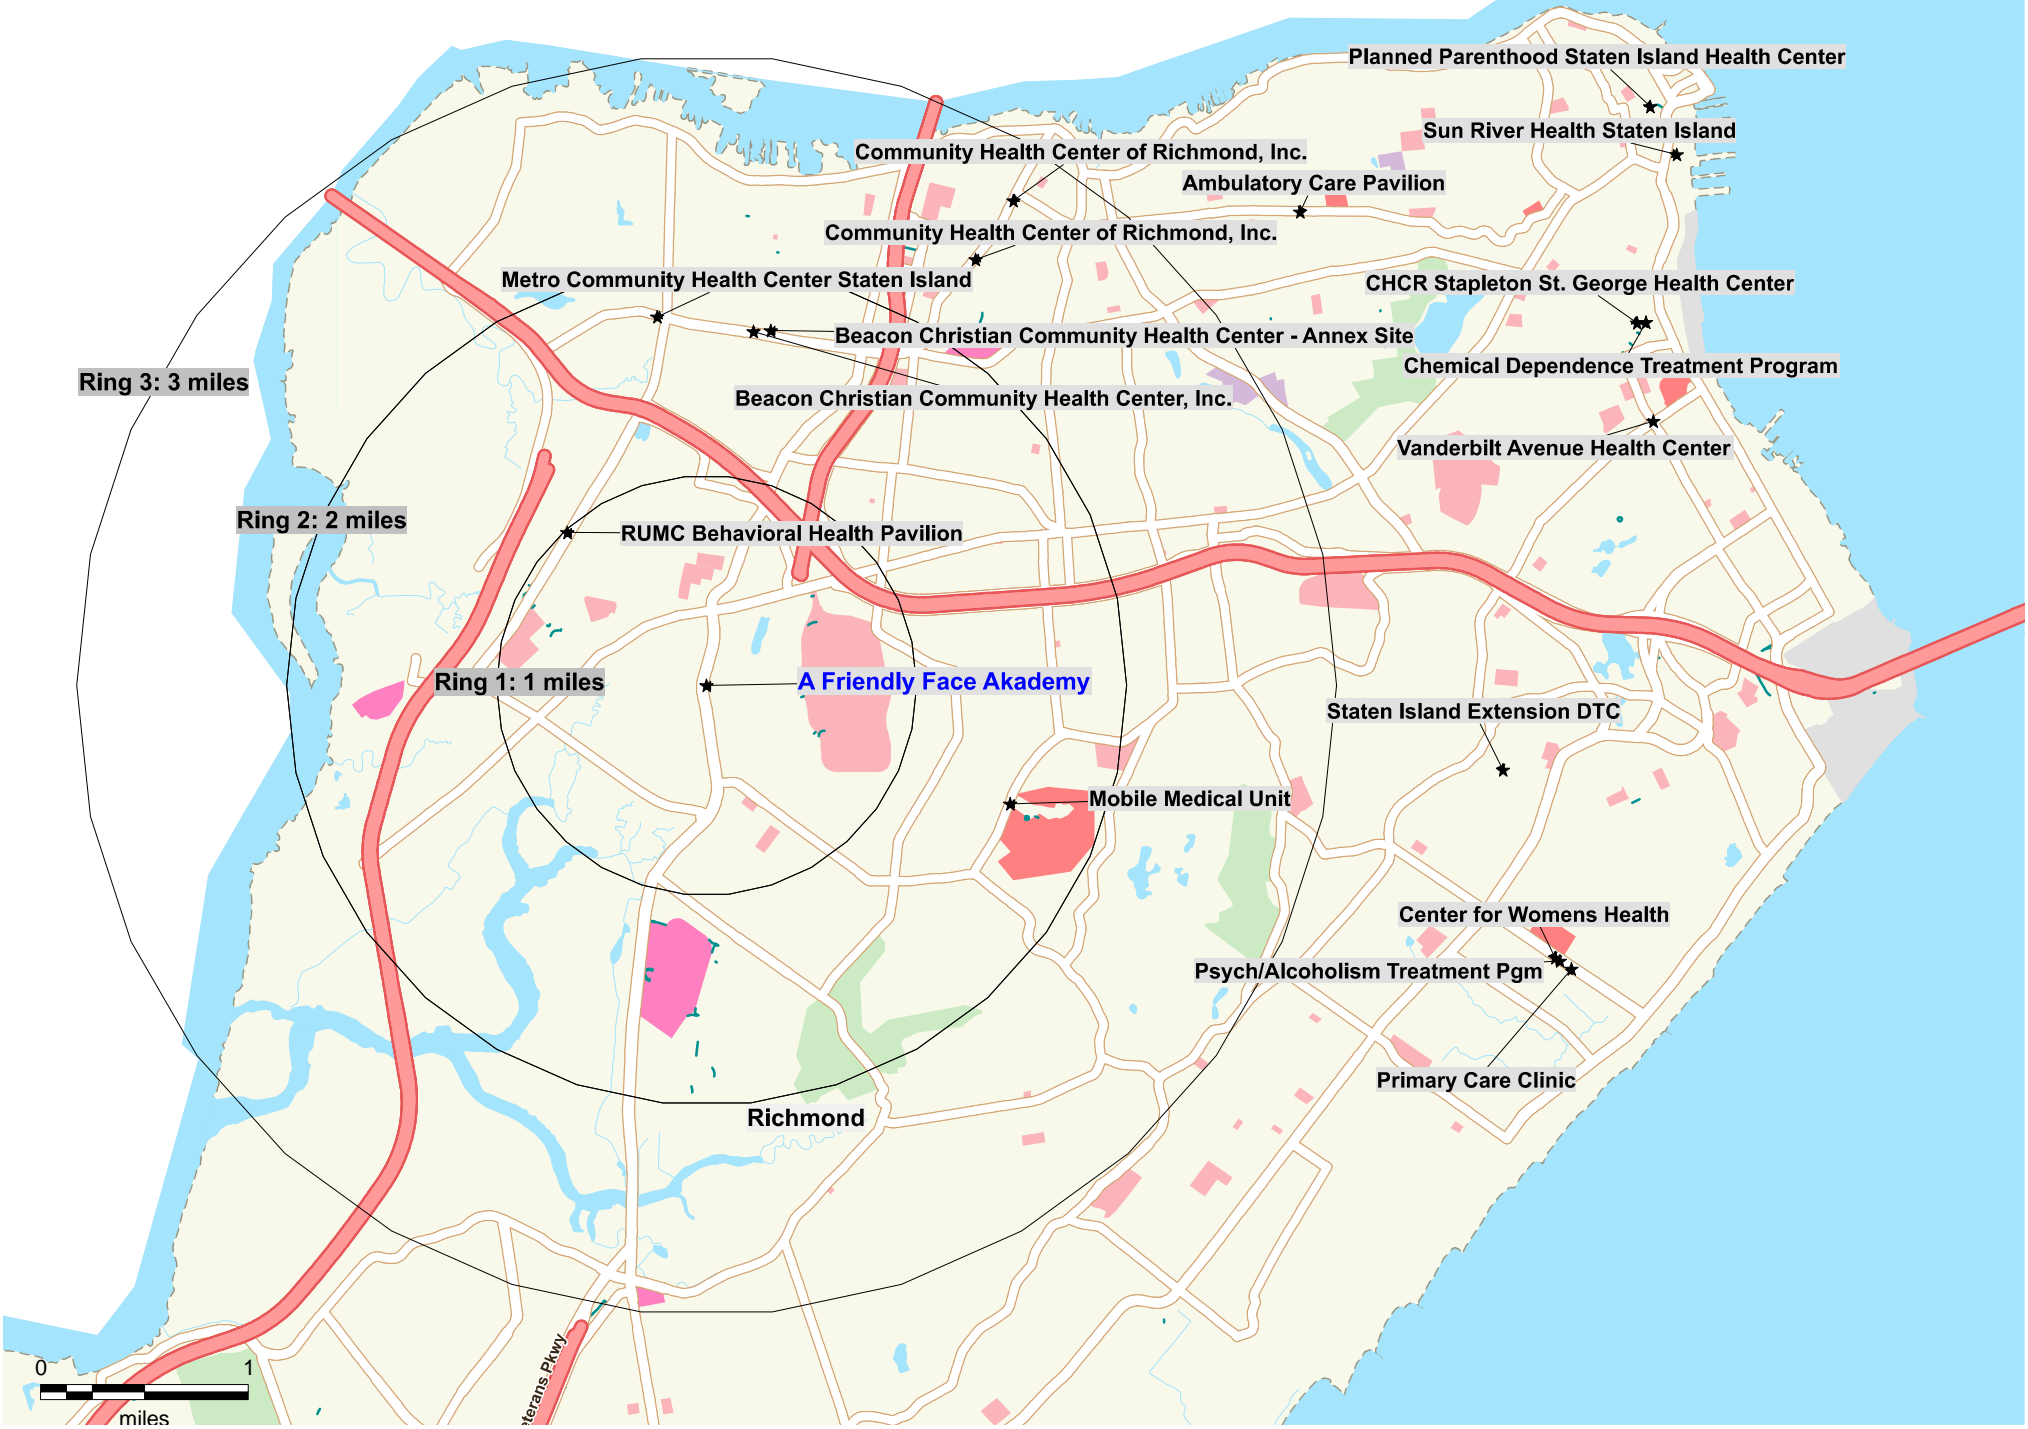 Planned Parenthood Staten Island Health Center
Sun River Health Staten Island
Community Health Center of Richmond, Inc.
Ambulatory Care Pavilion
Community Health Center of Richmond, Inc.
Metro Community Health Center Staten Island
CHCR Stapleton St. George Health Center
Beacon Christian Community Health Center - Annex Site
Chemical Dependence Treatment Program
Ring 3: 3 miles
Beacon Christian Community Health Center, Inc.
Vanderbilt Avenue Health Center
Ring 2: 2 miles
RUMC Behavioral Health Pavilion
Ring 1: 1 miles
A Friendly Face Akademy
Staten Island Extension DTC
Mobile Medical Unit
Center for Womens Health
Psych/Alcoholism Treatment Pgm
Primary Care Clinic
Richmond
eterans Pkwy
0 1
miles